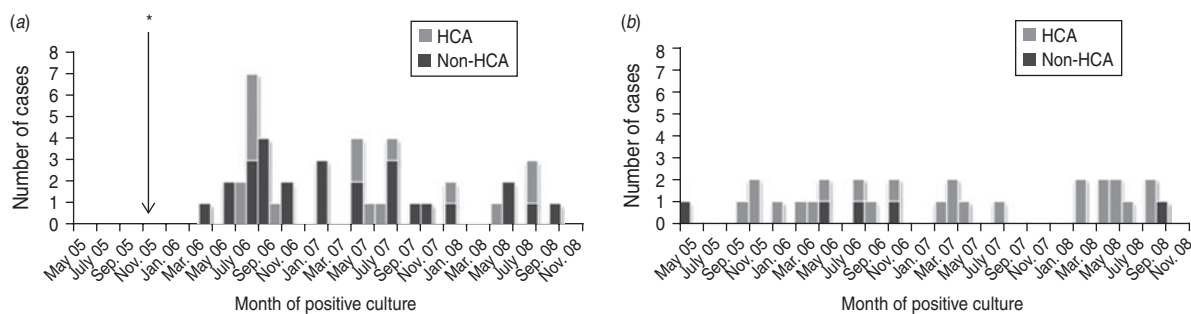 (a)
*
HCA
Non-HCA
Number of cases
8
7
6
5
4
3
2
1
0
May 05
July 05
Sep. 05
Nov. 05
Jan. 06
Mar. 06
May 06
July 06
Sep. 06
Nov. 06
Jan. 07
Mar. 07
May 07
July 07
Sep. 07
Nov. 07
Jan. 08
Mar. 08
May 08
July 08
Sep. 08
Nov. 08
Month of positive culture
(b)
HCA
Non-HCA
Number of cases
8
7
6
5
4
3
2
1
0
May 05
July 05
Sep. 05
Nov. 05
Jan. 06
Mar. 06
May 06
July 06
Sep. 06
Nov. 06
Jan. 07
Mar. 07
May 07
July 07
Sep. 07
Nov. 07
Jan. 08
Mar. 08
May 08
July 08
Sep. 08
Nov. 08
Month of positive culture